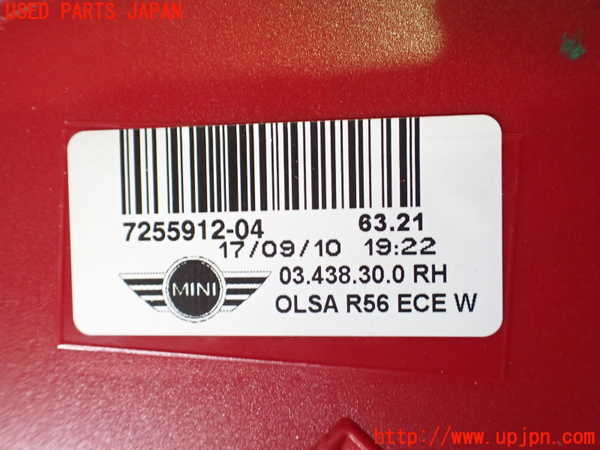 USED PARTS JAPAN
7255912-04 63.21
17/09/10 19:22
MINI
03.438.30.0 RH
OLSA R56 ECE W
http://www.upjpn.com/